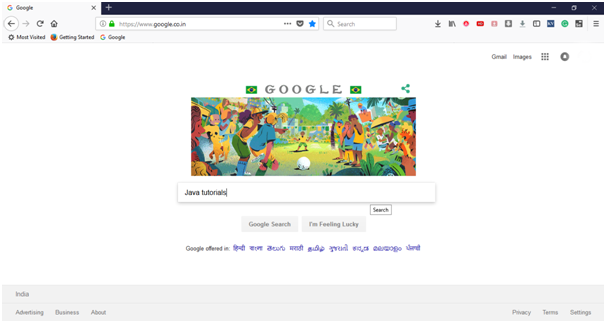 Google
https://www.google.co.in
Search
Most Visited Getting Started Google
Gmail Images
GOOGLE
Java tutorials
Search
Google Search I'm Feeling Lucky
Google offered in: हिन्दी বাংলা తెలుగు मराठी தமிழ் ગુજરાતી ಕನ್ನಡ മലയാളം ਪੰਜਾਬੀ
India
Advertising Business About Privacy Terms Settings